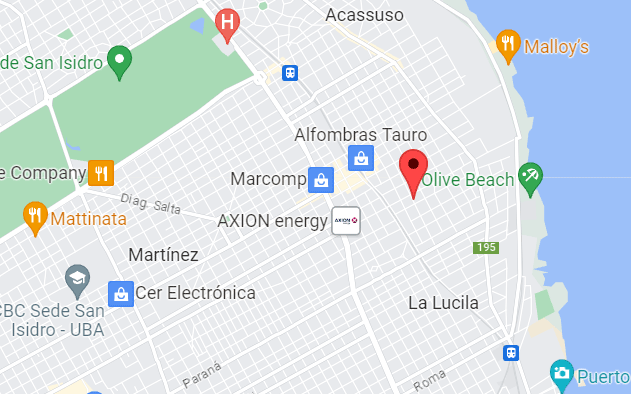 Acassuso
H
Malloy's
de San Isidro
Alfombras Tauro
e Company
Marcomp
Olive Beach
Diag. Salta
Mattinata
AXION energy
AXION
195
Martínez
Cer Electrónica
La Lucila
CBC Sede San
Isidro - UBA
Paraná
Roma
Puerto